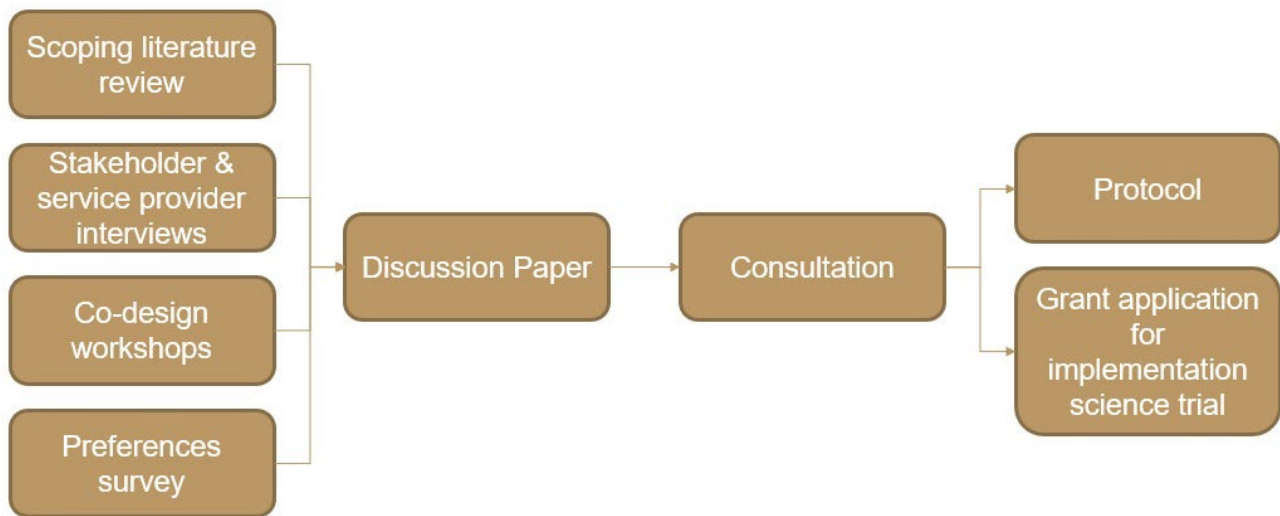 Scoping literature
review
Stakeholder &
service provider
interviews
Co-design
workshops
Preferences
survey
Discussion Paper
Consultation
Protocol
Grant application
for
implementation
science trial